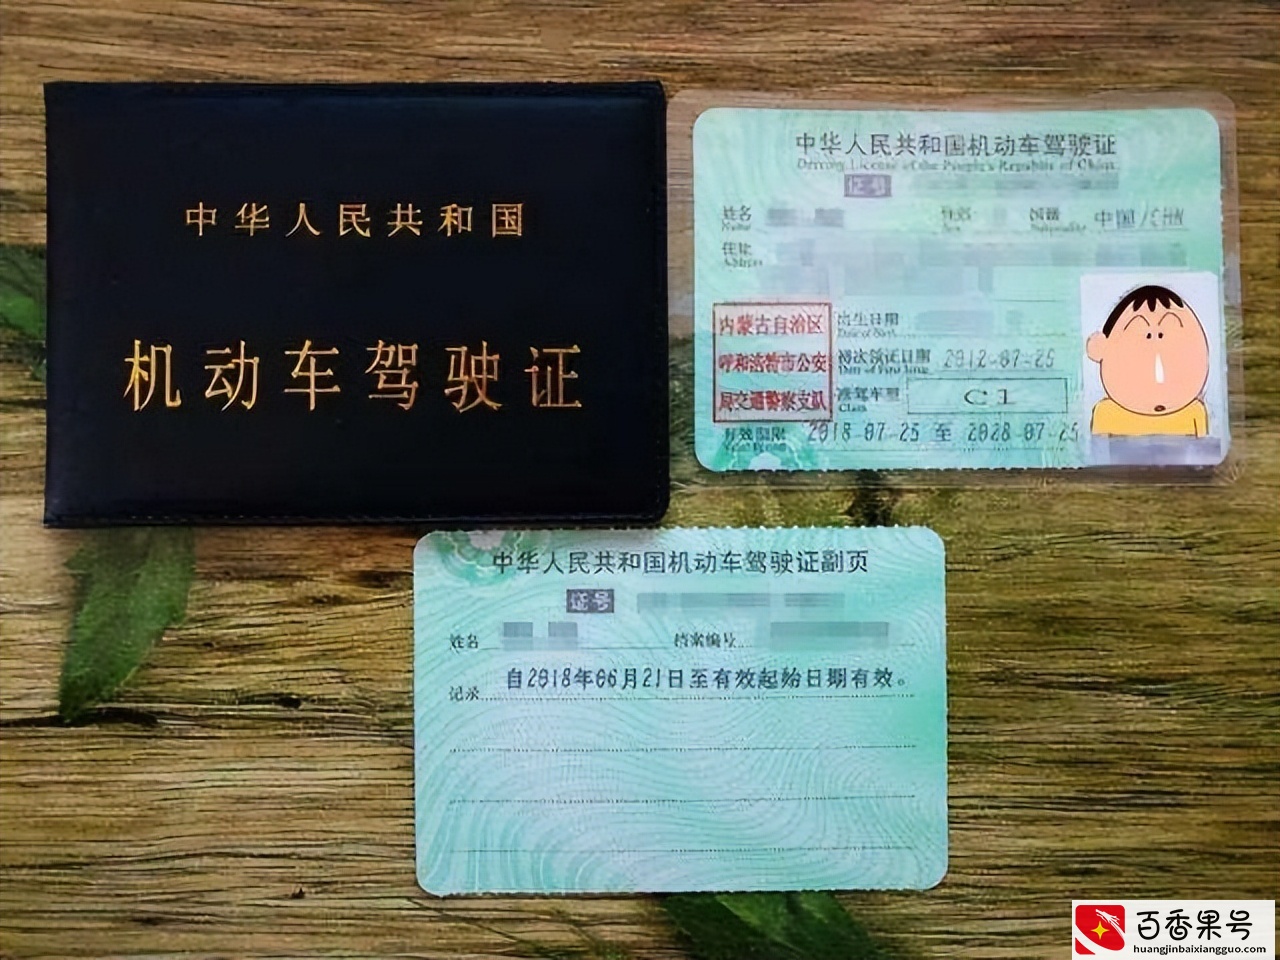 中华人民共和国
机动车驾驶证
中华人民共和国机动车驾驶证
Driving License of the People's Republic of China
证号
姓名
Name
国籍
Nationality
中国
住址
Address
内蒙古自治区
呼和浩特市公安
局交通警察支队
出生日期
Date of Birth
初次领证日期 2012-07-25
Date of First Issue
准驾车型 C1
Class
有效期限 2018-07-25 至 2028-07-25
中华人民共和国机动车驾驶证副页
证号
姓名 档案编号
记录 自2018年06月21日至有效起始日期有效。
百香果号
huangjinbaixiangguo.com